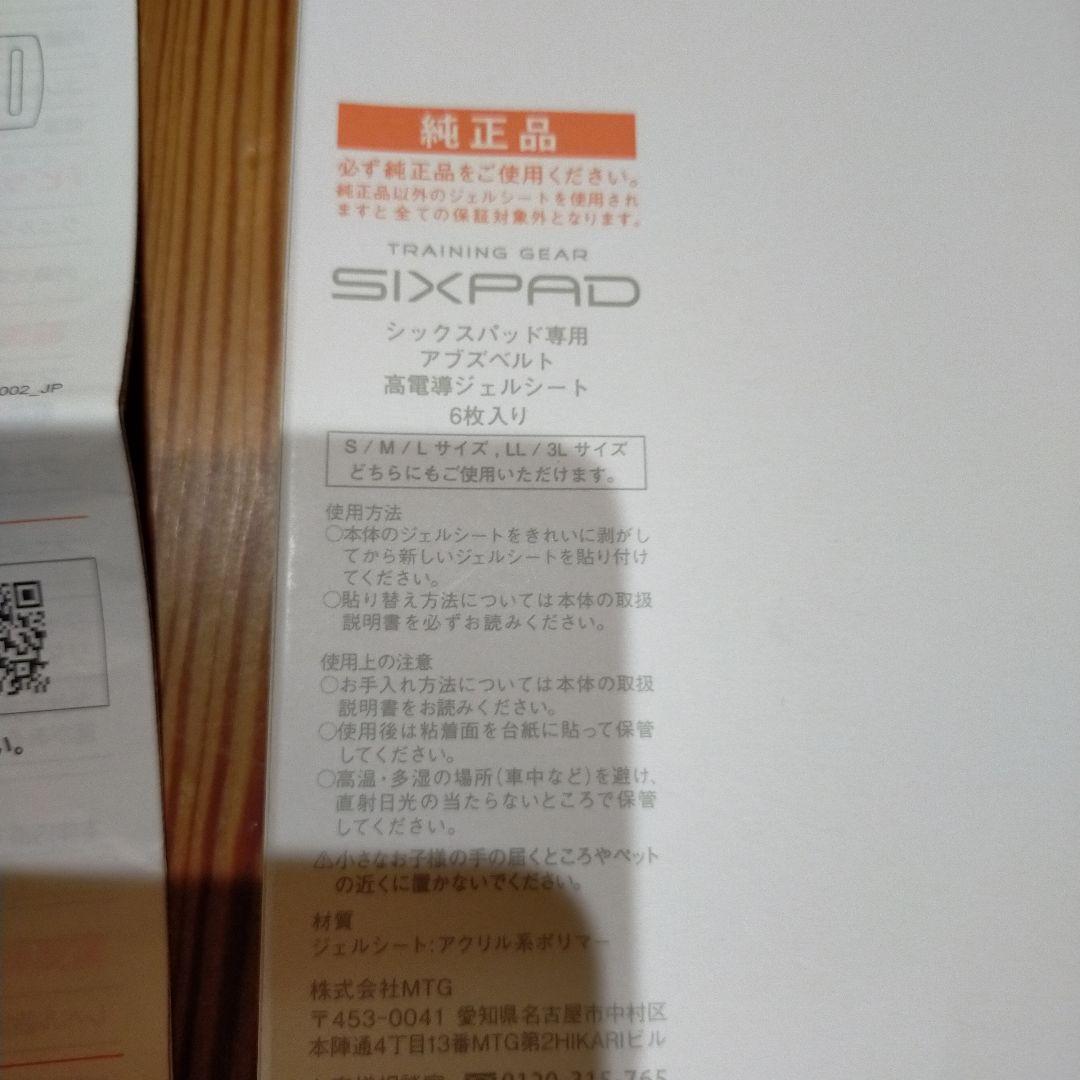 純正品
必ず純正品をご使用ください。
純正品以外のジェルシートを使用され
ますと全ての保証対象外となります。
TRAINING GEAR
SIXPAD
シックスパッド専用
アブズベルト
高電導ジェルシート
6枚入り
S / M / L サイズ , LL / 3L サイズ
どちらにもご使用いただけます。
使用方法
○本体のジェルシートをきれいに剥がし
てから新しいジェルシートを貼り付け
てください。
○貼り替え方法については本体の取扱
説明書を必ずお読みください。
使用上の注意
○お手入れ方法については本体の取扱
説明書をお読みください。
○使用後は粘着面を台紙に貼って保管
してください。
○高温・多湿の場所(車中など)を避け、
直射日光の当たらないところで保管
してください。
⚠小さなお子様の手の届くところやペット
の近くに置かないでください。
材質
ジェルシート:アクリル系ポリマー
株式会社MTG
〒453-0041 愛知県名古屋市中村区
本陣通4丁目13番MTG第2HIKARIビル
0120-315-765
002_JP
い。